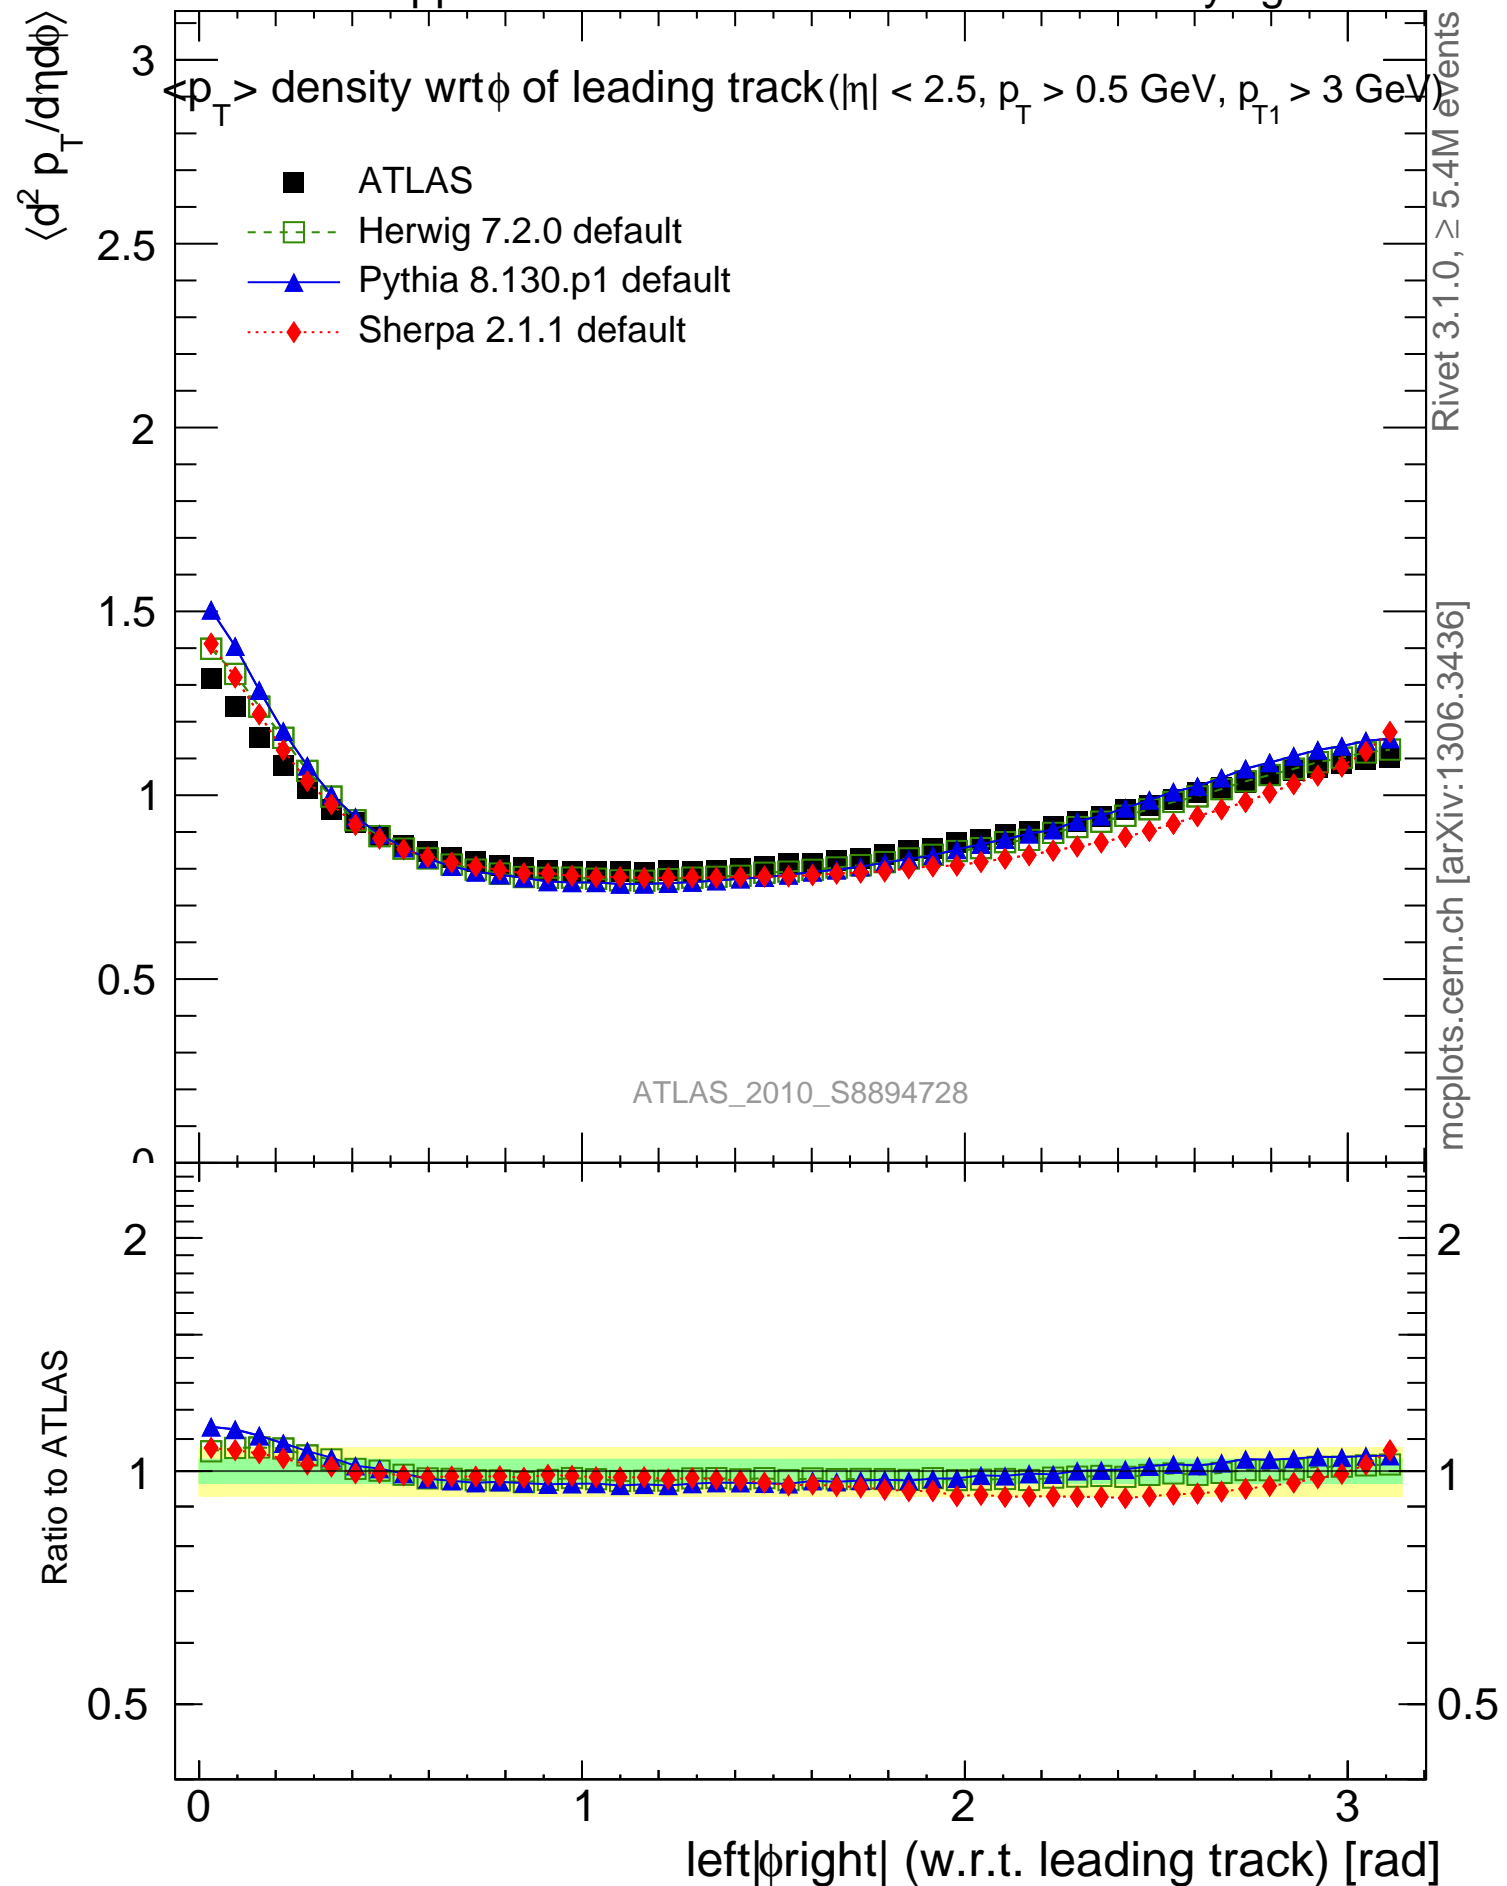 ⟨d² p_T/dηdϕ⟩
<p_T> density wrtϕ of leading track(|η| < 2.5, p_T > 0.5 GeV, p_T1 > 3 GeV)
ATLAS
Herwig 7.2.0 default
Pythia 8.130.p1 default
Sherpa 2.1.1 default
3
2.5
2
1.5
1
0.5
0
ATLAS_2010_S8894728
Rivet 3.1.0, ≥ 5.4M events
mcplots.cern.ch [arXiv:1306.3436]
Ratio to ATLAS
2
1
0.5
2
1
0.5
0
1
2
3
left|ϕright| (w.r.t. leading track) [rad]